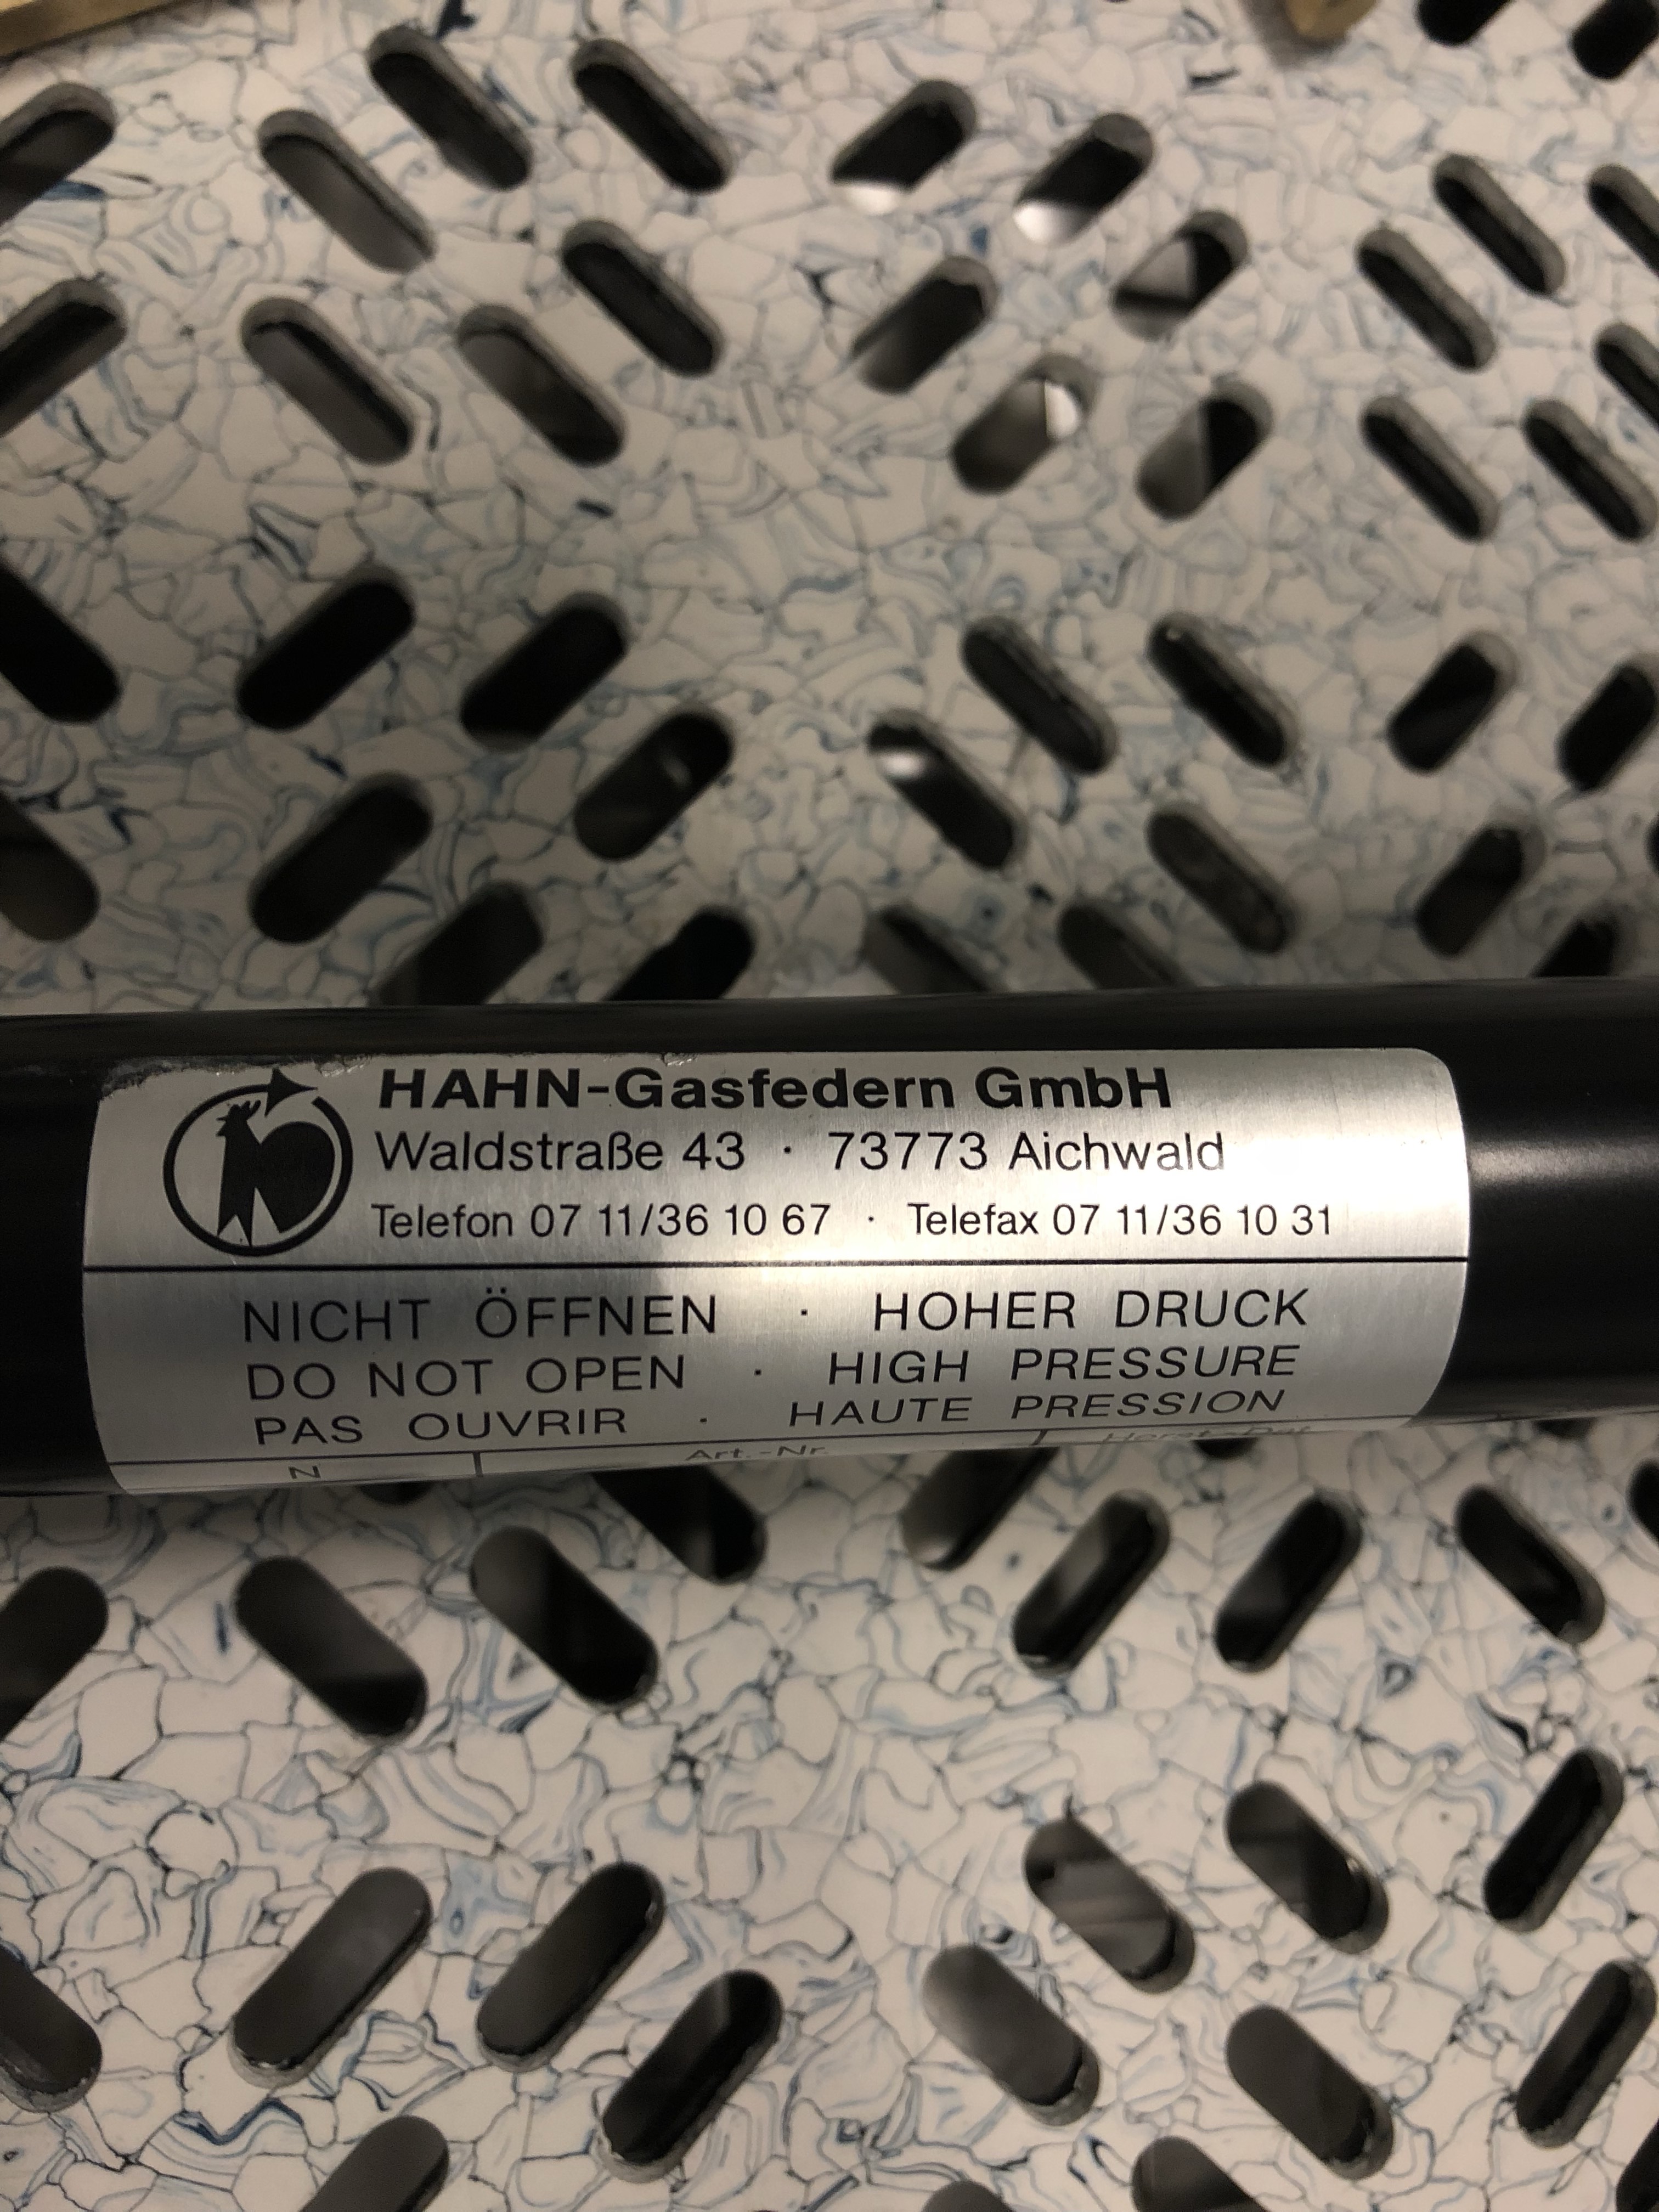 HAHN-Gasfedern GmbH
Waldstraße 43 · 73773 Aichwald
Telefon 07 11/36 10 67 · Telefax 07 11/36 10 31
NICHT ÖFFNEN · HOHER DRUCK
DO NOT OPEN · HIGH PRESSURE
PAS OUVRIR · HAUTE PRESSION
N Art.-Nr.